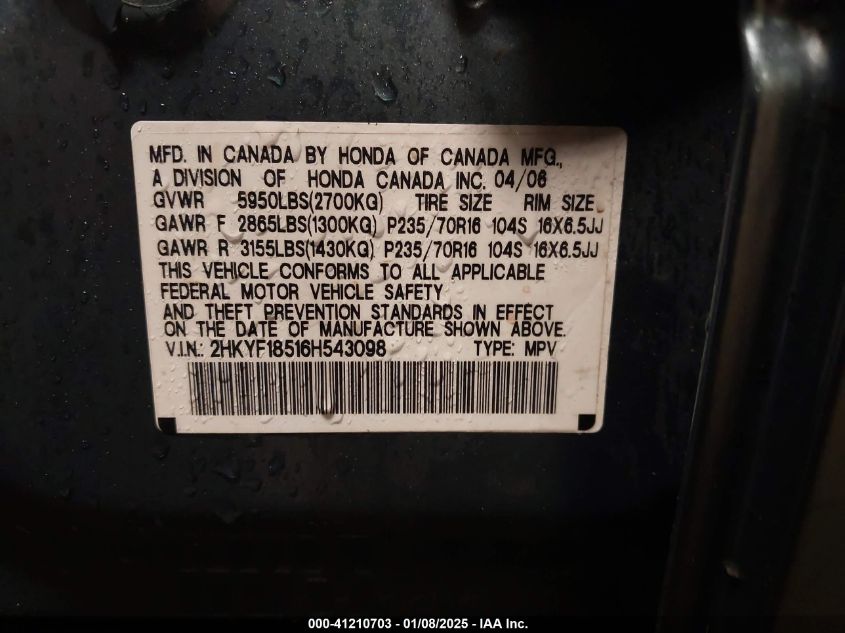 MFD. IN CANADA BY HONDA OF CANADA MFG.,
A DIVISION OF HONDA CANADA INC. 04/06
GVWR 5950LBS(2700KG) TIRE SIZE RIM SIZE
GAWR F 2865LBS(1300KG) P235/70R16 104S 16X6.5JJ
GAWR R 3155LBS(1430KG) P235/70R16 104S 16X6.5JJ
THIS VEHICLE CONFORMS TO ALL APPLICABLE
FEDERAL MOTOR VEHICLE SAFETY
AND THEFT PREVENTION STANDARDS IN EFFECT
ON THE DATE OF MANUFACTURE SHOWN ABOVE.
V.I.N.: 2HKYF18516H543098 TYPE: MPV
000-41210703 - 01/08/2025 - IAA Inc.